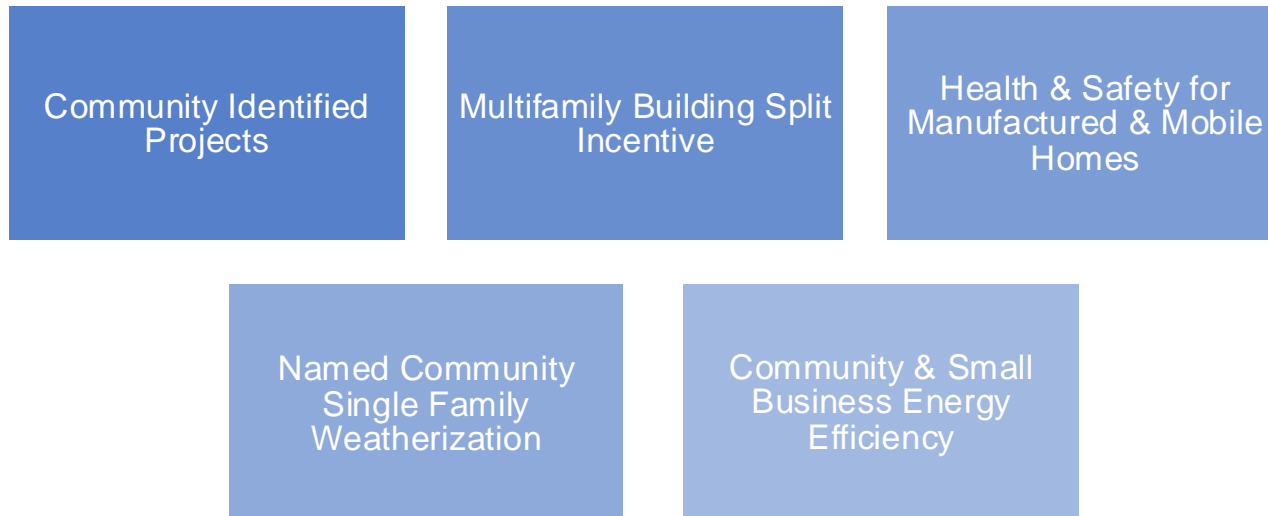 Community Identified
Projects
Multifamily Building Split
Incentive
Health & Safety for
Manufactured & Mobile
Homes
Named Community
Single Family
Weatherization
Community & Small
Business Energy
Efficiency